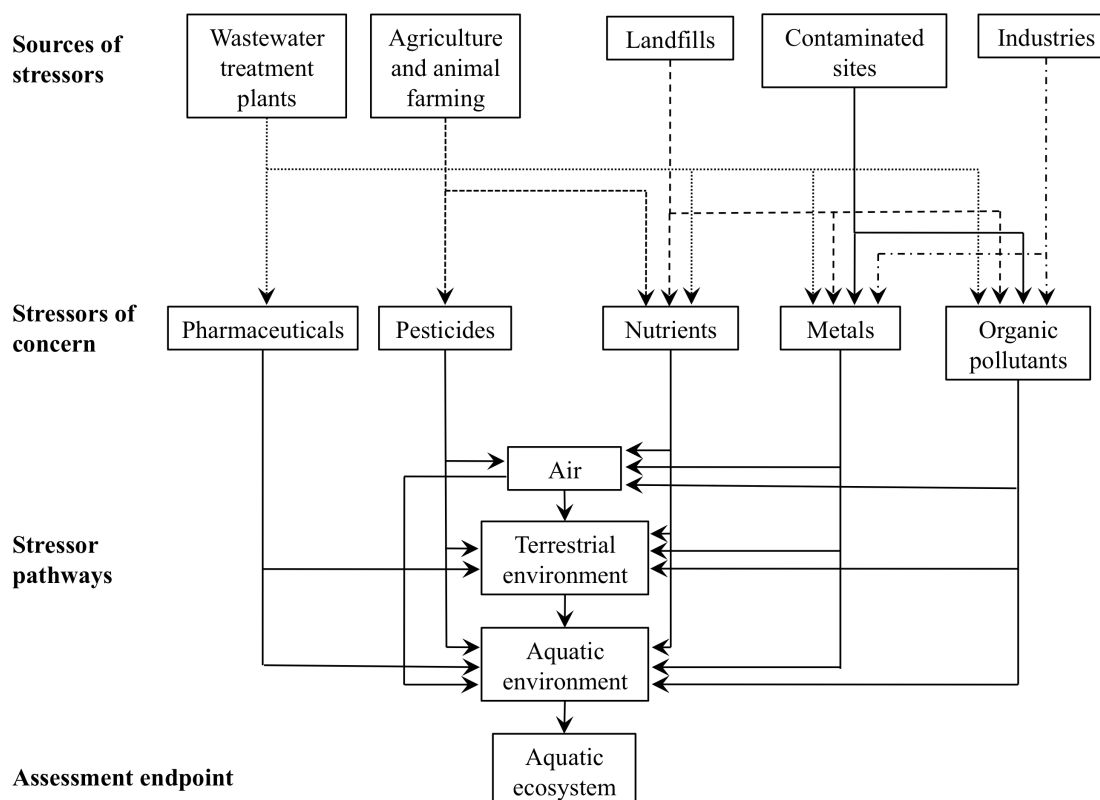 Sources of
stressors
Wastewater
treatment
plants
Agriculture
and animal
farming
Landfills
Contaminated
sites
Industries
Stressors of
concern
Pharmaceuticals
Pesticides
Nutrients
Metals
Organic
pollutants
Air
Stressor
pathways
Terrestrial
environment
Aquatic
environment
Assessment endpoint
Aquatic
ecosystem